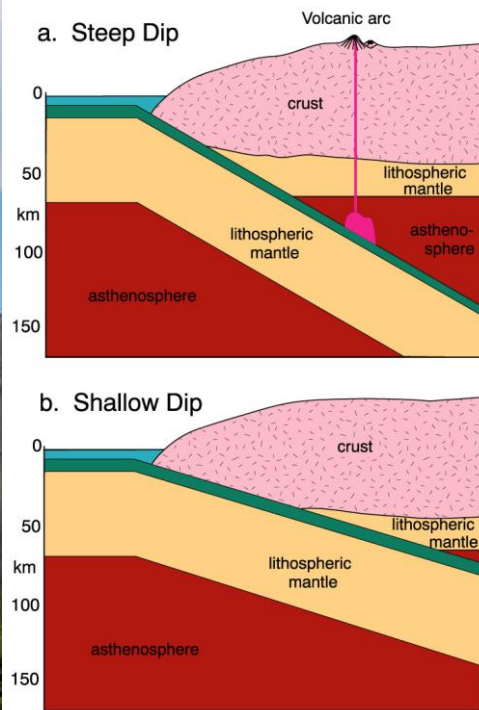 a. Steep Dip
Volcanic arc
0
crust
50
lithospheric
mantle
km
lithospheric
mantle
astheno-
sphere
100
asthenosphere
150
b. Shallow Dip
0
crust
50
lithospheric
mantle
km
lithospheric
mantle
100
asthenosphere
150